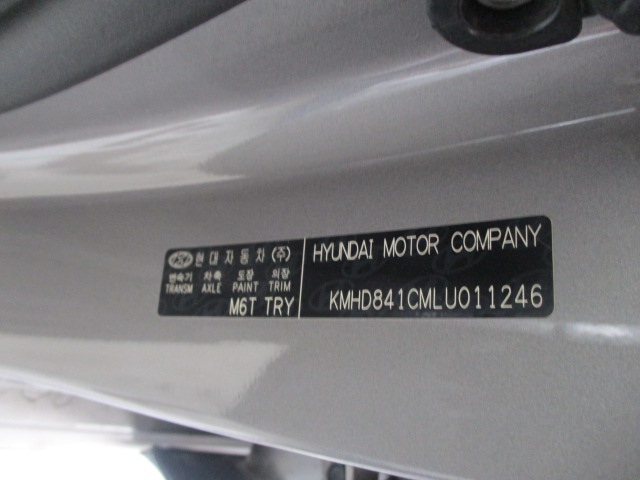 현대자동차(주)
변속기 차축 도장 의장
TRANSM AXLE PAINT TRIM
M6T TRY
HYUNDAI MOTOR COMPANY
KMHD841CMLU011246